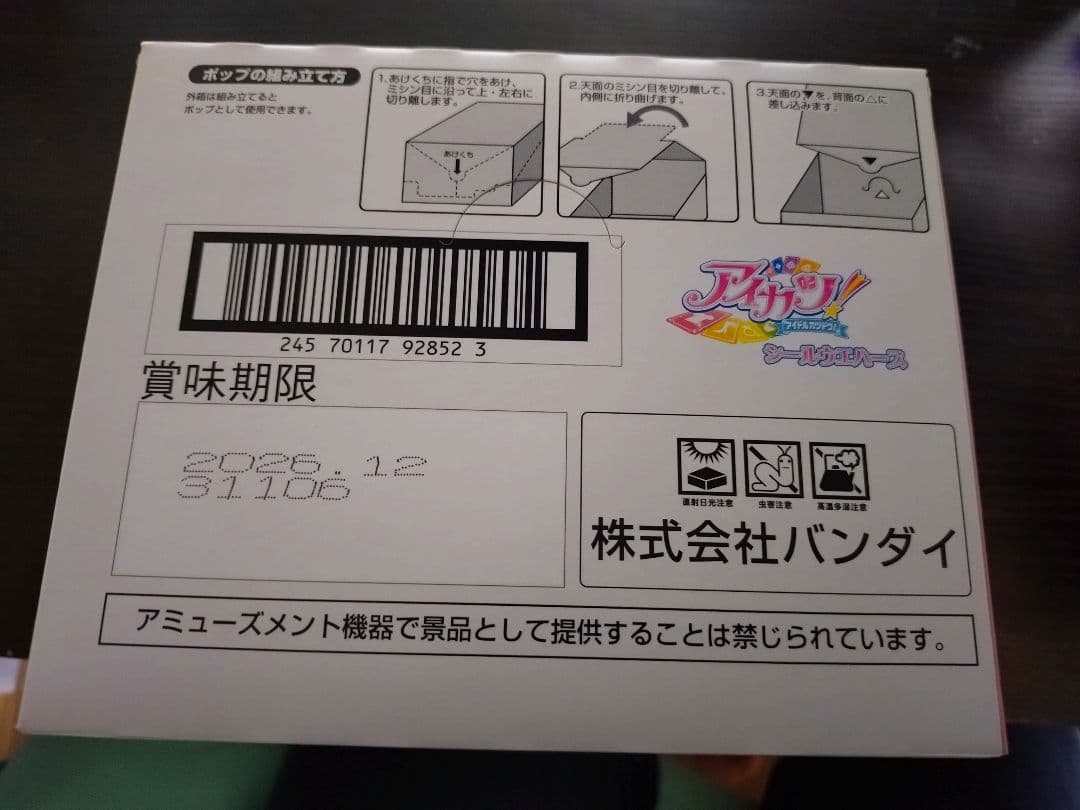 ポップの組み立て方
外箱は組み立てると
ポップとして使用できます。
1.あけくちに指で穴をあけ、
ミシン目に沿って上・左右に
切り離します。
あけくち
2.天面のミシン目を切り離して、
内側に折り曲げます。
3.天面の▼を、背面の△に
差し込みます。
245 70117 92852 3
アイカツ!
アイドルカツドウ!
シールウエハース
賞味期限
2026.12
31106
直射日光注意
虫害注意
高温多湿注意
株式会社バンダイ
アミューズメント機器で景品として提供することは禁じられています。